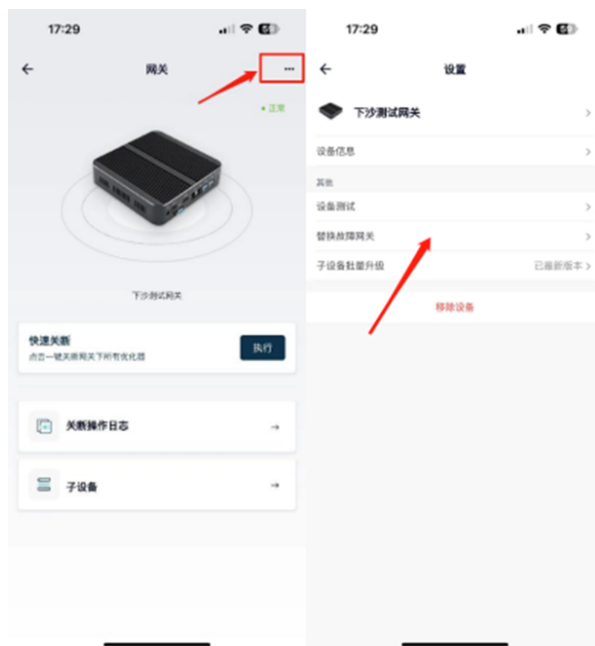 17:29
网关
正常
下沙测试网关
快速关断
点击一键关断网关下所有优化器
执行
关断操作日志
子设备
17:29
设置
下沙测试网关
设备信息
其他
设备测试
替换故障网关
子设备批量升级
已最新版本
移除设备